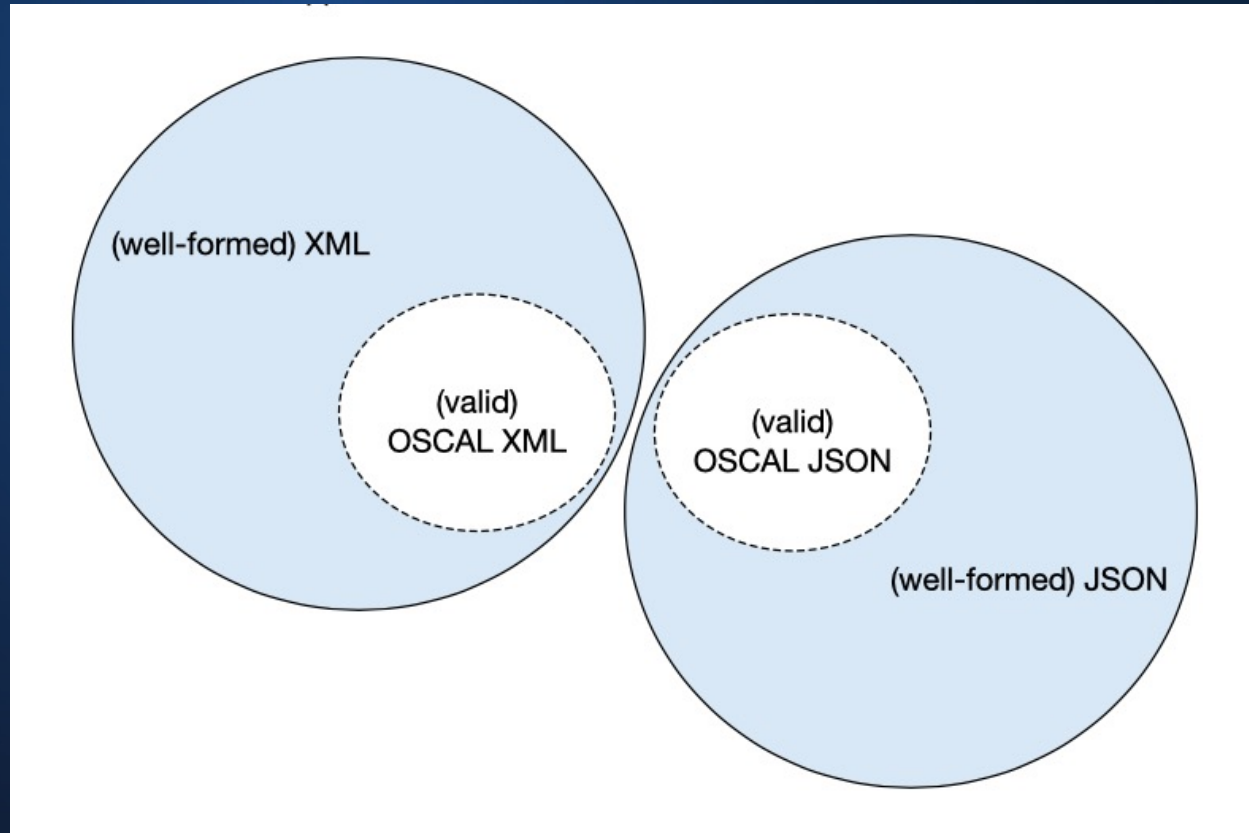 (well-formed) XML
(valid)
OSCAL XML
(valid)
OSCAL JSON
(well-formed) JSON